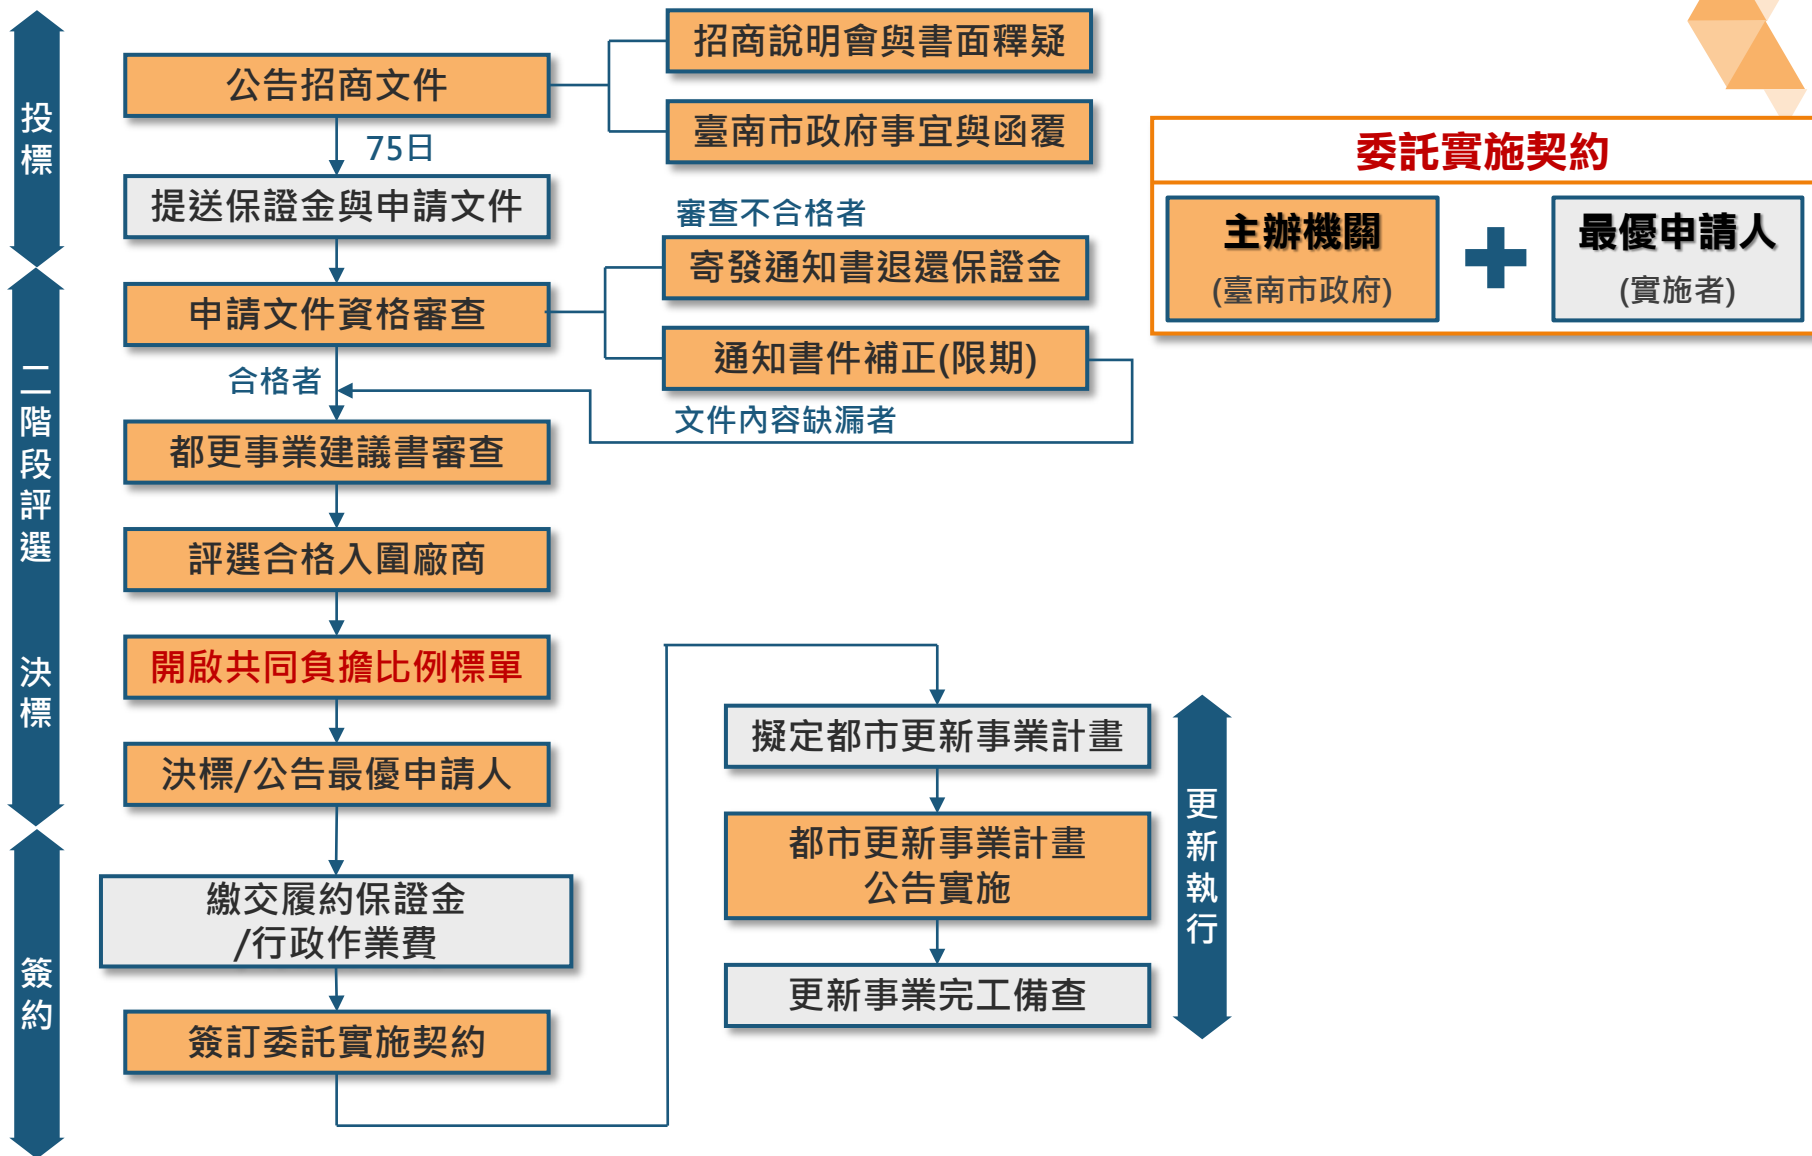 投標
公告招商文件
招商說明會與書面釋疑
臺南市政府事宜與函覆
75日
提送保證金與申請文件
二階段評選
決標
申請文件資格審查
審查不合格者
寄發通知書退還保證金
通知書件補正(限期)
文件內容缺漏者
合格者
都更事業建議書審查
評選合格入圍廠商
開啟共同負擔比例標單
決標/公告最優申請人
簽約
繳交履約保證金
/行政作業費
簽訂委託實施契約
擬定都市更新事業計畫
都市更新事業計畫
公告實施
更新事業完工備查
更新執行
委託實施契約
主辦機關
(臺南市政府)
最優申請人
(實施者)